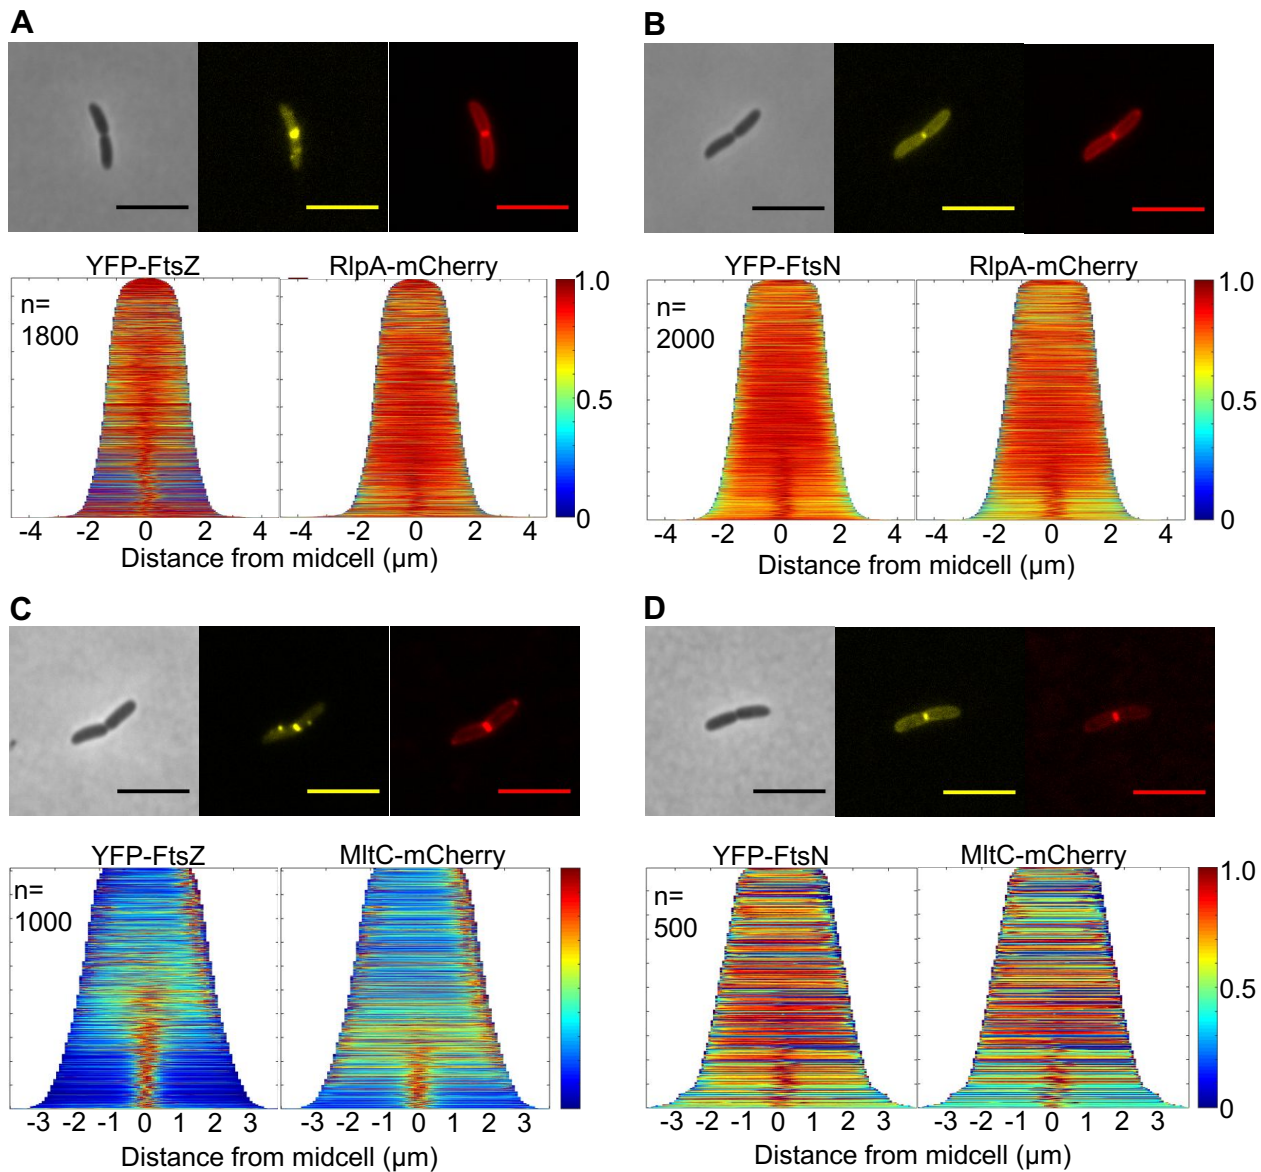 A
B
YFP-FtsZ RlpA-mCherry
n=
1800
1.0
0.5
0
-4 -2 0 2 4 -4 -2 0 2 4
Distance from midcell (µm)
YFP-FtsN RlpA-mCherry
n=
2000
1.0
0.5
0
-4 -2 0 2 4 -4 -2 0 2 4
Distance from midcell (µm)
C
D
YFP-FtsZ MltC-mCherry
n=
1000
-3 -2 -1 0 1 2 3 -3 -2 -1 0 1 2 3
Distance from midcell (µm)
YFP-FtsN MltC-mCherry
n=
500
1.0
0.5
0
-3 -2 -1 0 1 2 3 -3 -2 -1 0 1 2 3
Distance from midcell (µm)